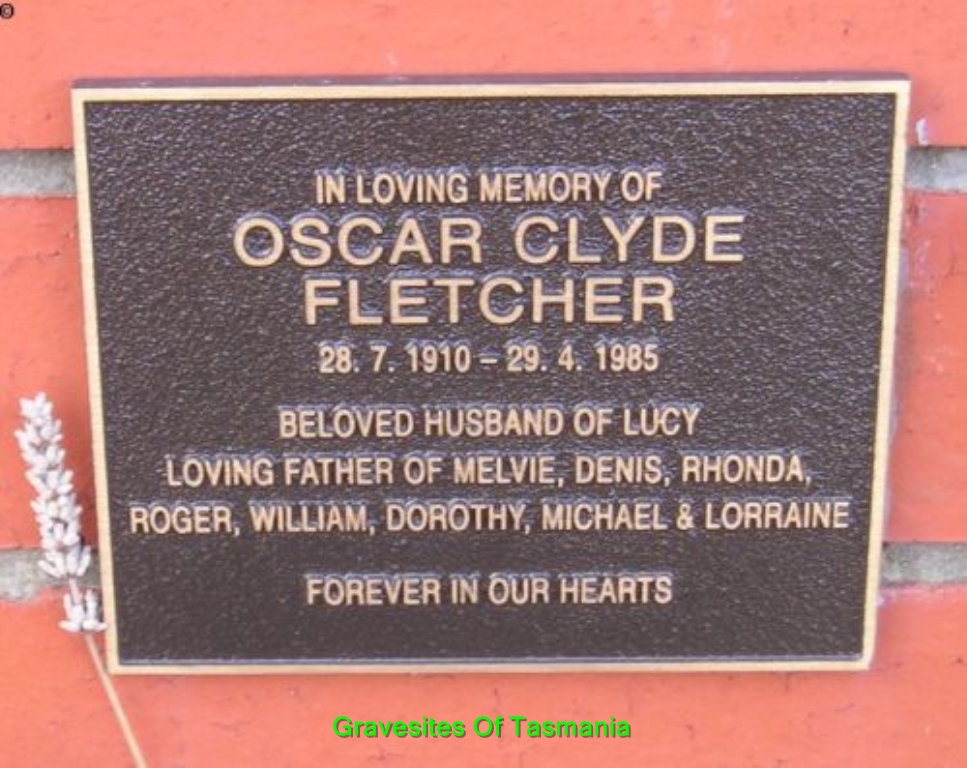 ©
IN LOVING MEMORY OF
OSCAR CLYDE
FLETCHER
28. 7. 1910 – 29. 4. 1985
BELOVED HUSBAND OF LUCY
LOVING FATHER OF MELVIE, DENIS, RHONDA,
ROGER, WILLIAM, DOROTHY, MICHAEL & LORRAINE
FOREVER IN OUR HEARTS
Gravesites Of Tasmania